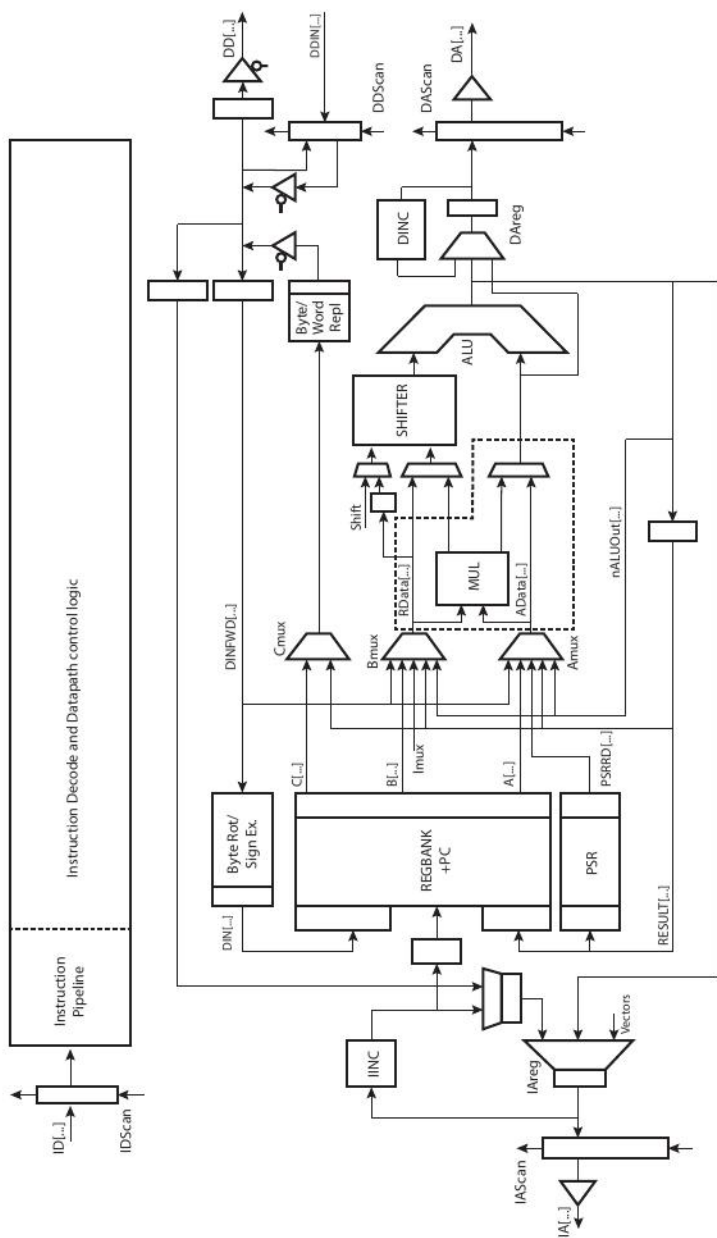 ID[...]
IDScan
Instruction
Pipeline
Instruction Decode and Datapath control logic
DIN[...]
DINFWD[...]
DD[...]
Byte Rot/
Sign Ex.
C[...]
Cmux
Byte/
Word
Repl
DDIN[...]
DDScan
IINC
REGBANK
+PC
B[...]
Bmux
Imux
Shift
SHIFTER
RData[...]
DINC
DAScan
DA[...]
MUL
ALU
DAreg
A[...]
AData[...]
Amux
IAScan
IAreg
IA[...]
Vectors
PSR
PSRRD[...]
nALUOut[...]
RESULT[...]